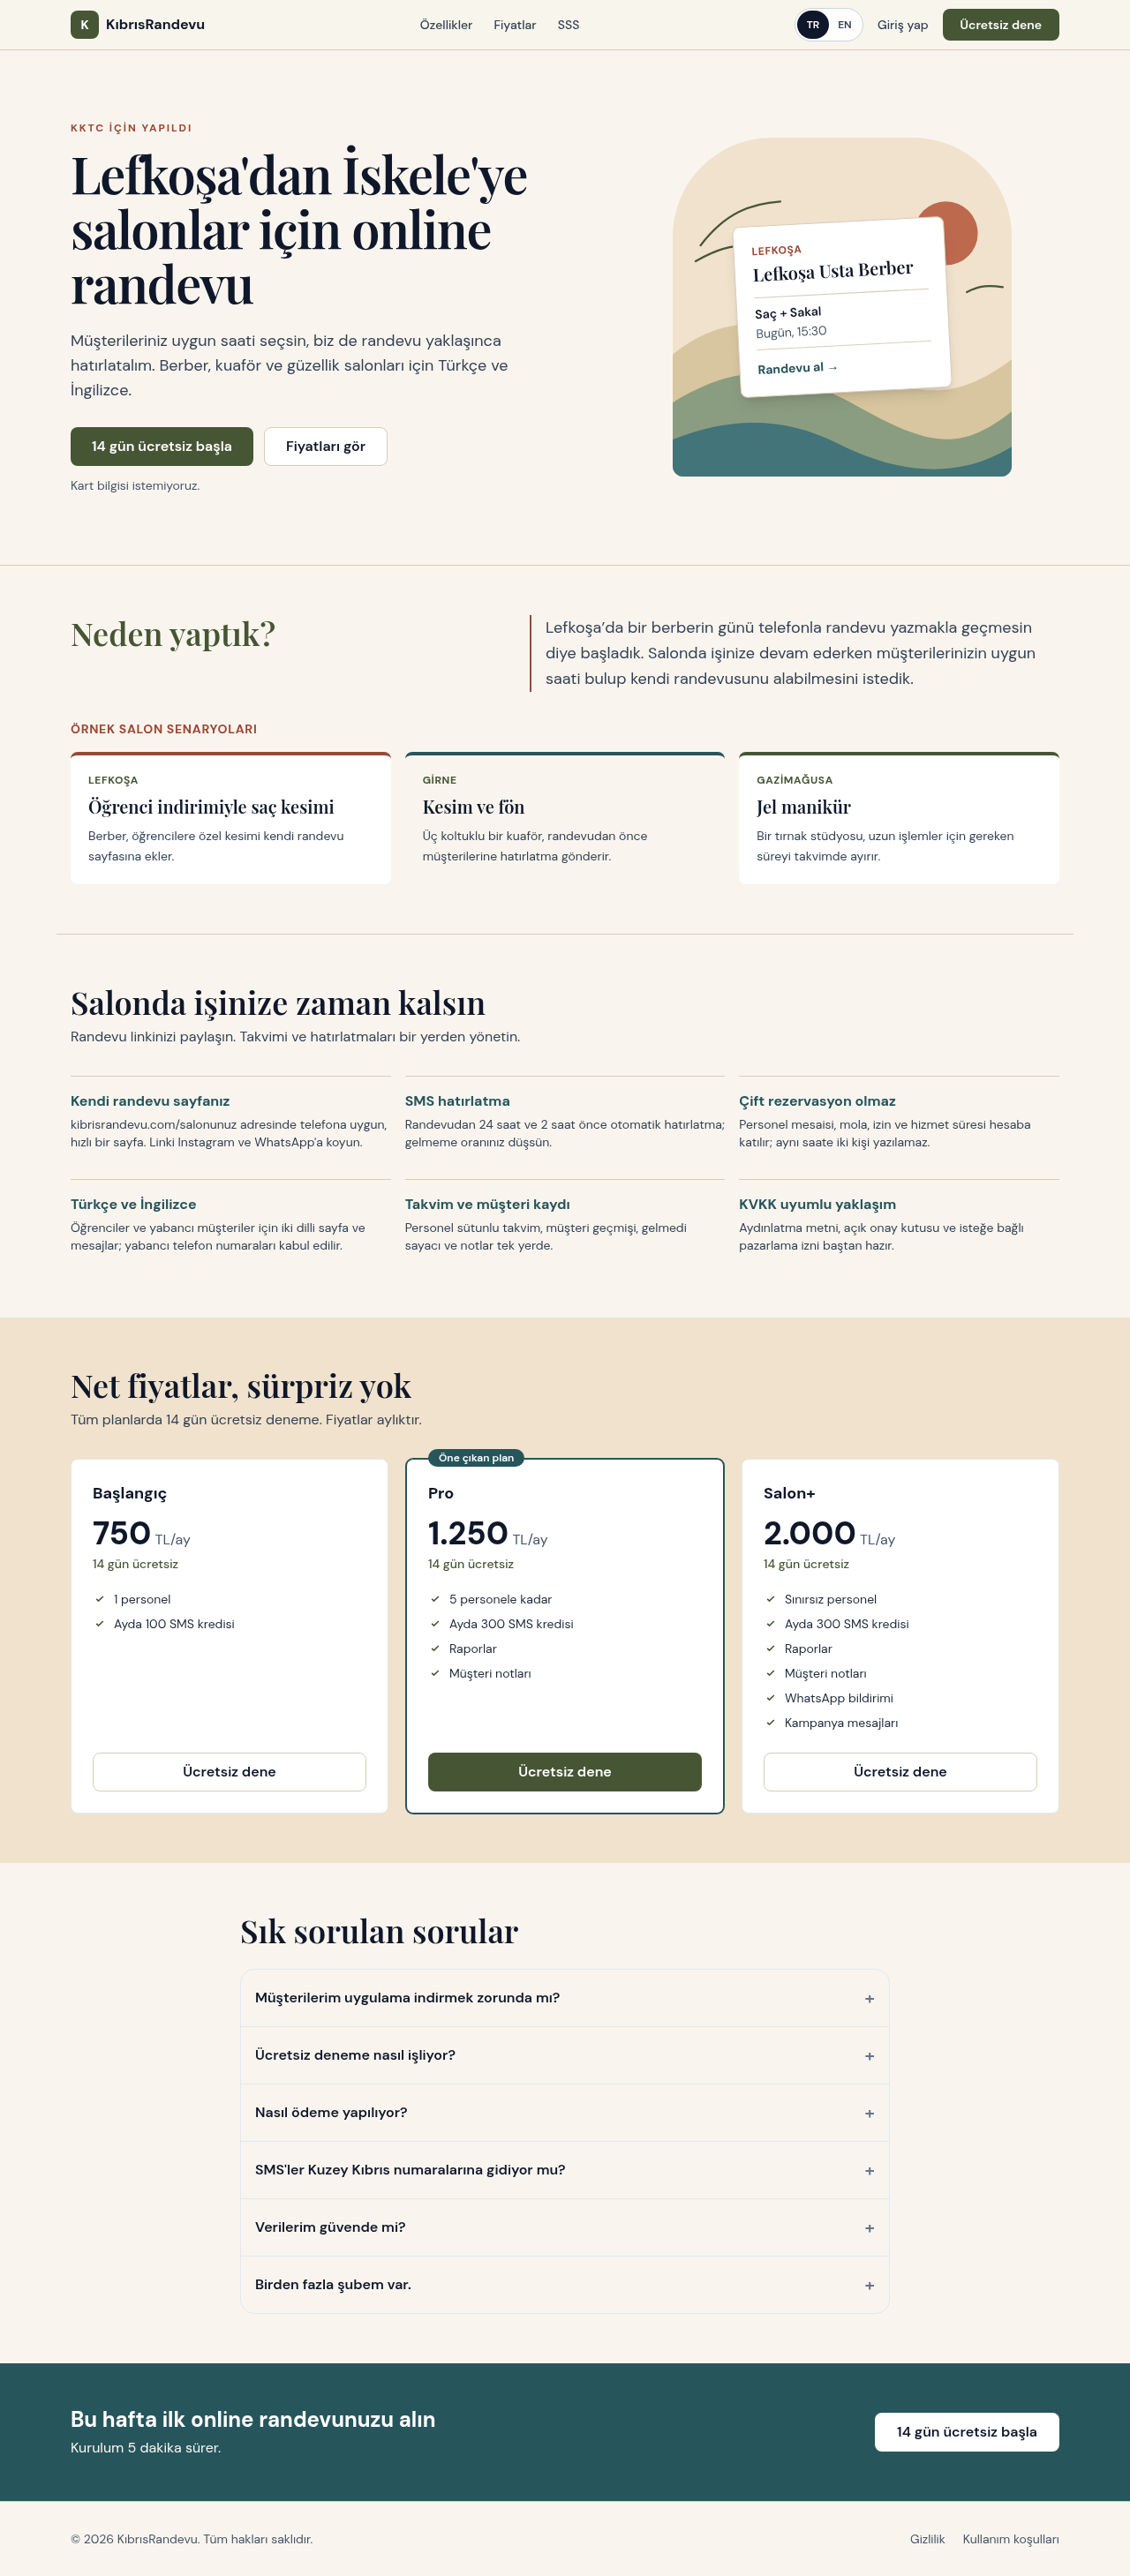 K KıbrısRandevu
Özellikler Fiyatlar SSS
TR EN Giriş yap Ücretsiz dene
KKTC İÇİN YAPILDI
Lefkoşa'dan İskele'ye
salonlar için online
randevu
Müşterileriniz uygun saati seçsin, biz de randevu yaklaşınca
hatırlatalım. Berber, kuaför ve güzellik salonları için Türkçe ve
İngilizce.
14 gün ücretsiz başla
Fiyatları gör
Kart bilgisi istemiyoruz.
LEFKOŞA
Lefkoşa Usta Berber
Saç + Sakal
Bugün, 15:30
Randevu al →
Neden yaptık?
Lefkoşa’da bir berberin günü telefonla randevu yazmakla geçmesin
diye başladık. Salonda işinize devam ederken müşterilerinizin uygun
saati bulup kendi randevusunu alabilmesini istedik.
ÖRNEK SALON SENARYOLARI
LEFKOŞA
Öğrenci indirimiyle saç kesimi
Berber, öğrencilere özel kesimi kendi randevu
sayfasına ekler.
GİRNE
Kesim ve fön
Üç koltuklu bir kuaför, randevudan önce
müşterilerine hatırlatma gönderir.
GAZİMAĞUSA
Jel manikür
Bir tırnak stüdyosu, uzun işlemler için gereken
süreyi takvimde ayırır.
Salonda işinize zaman kalsın
Randevu linkinizi paylaşın. Takvimi ve hatırlatmaları bir yerden yönetin.
Kendi randevu sayfanız
kibrisrandevu.com/salonunuz adresinde telefona uygun,
hızlı bir sayfa. Linki Instagram ve WhatsApp'a koyun.
SMS hatırlatma
Randevudan 24 saat ve 2 saat önce otomatik hatırlatma;
gelmeme oranınız düşsün.
Çift rezervasyon olmaz
Personel mesaisi, mola, izin ve hizmet süresi hesaba
katılır; aynı saate iki kişi yazılamaz.
Türkçe ve İngilizce
Öğrenciler ve yabancı müşteriler için iki dilli sayfa ve
mesajlar; yabancı telefon numaraları kabul edilir.
Takvim ve müşteri kaydı
Personel sütunlu takvim, müşteri geçmişi, gelmedi
sayacı ve notlar tek yerde.
KVKK uyumlu yaklaşım
Aydınlatma metni, açık onay kutusu ve isteğe bağlı
pazarlama izni baştan hazır.
Net fiyatlar, sürpriz yok
Tüm planlarda 14 gün ücretsiz deneme. Fiyatlar aylıktır.
Başlangıç
750 TL/ay
14 gün ücretsiz
1 personel
Ayda 100 SMS kredisi
Ücretsiz dene
Öne çıkan plan
Pro
1.250 TL/ay
14 gün ücretsiz
5 personele kadar
Ayda 300 SMS kredisi
Raporlar
Müşteri notları
Ücretsiz dene
Salon+
2.000 TL/ay
14 gün ücretsiz
Sınırsız personel
Ayda 300 SMS kredisi
Raporlar
Müşteri notları
WhatsApp bildirimi
Kampanya mesajları
Ücretsiz dene
Sık sorulan sorular
Müşterilerim uygulama indirmek zorunda mı? +
Ücretsiz deneme nasıl işliyor? +
Nasıl ödeme yapılıyor? +
SMS'ler Kuzey Kıbrıs numaralarına gidiyor mu? +
Verilerim güvende mi? +
Birden fazla şubem var. +
Bu hafta ilk online randevunuzu alın
Kurulum 5 dakika sürer.
14 gün ücretsiz başla
© 2026 KıbrısRandevu. Tüm hakları saklıdır.
Gizlilik Kullanım koşulları